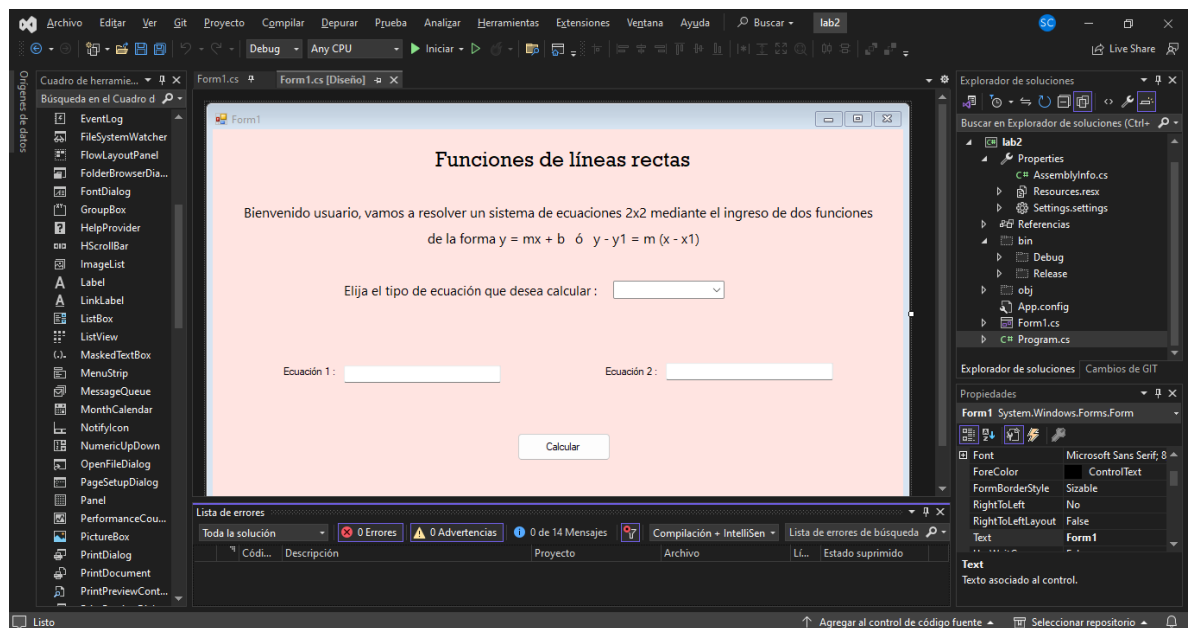 Archivo Editar Ver Git Proyecto Compilar Depurar Prueba Analizar Herramientas Extensiones Ventana Ayuda Buscar lab2 SC
Debug Any CPU Iniciar Live Share
Orígenes de datos
Cuadro de herramie...
Búsqueda en el Cuadro d
EventLog
FileSystemWatcher
FlowLayoutPanel
FolderBrowserDia...
FontDialog
GroupBox
HelpProvider
HScrollBar
ImageList
Label
LinkLabel
ListBox
ListView
MaskedTextBox
MenuStrip
MessageQueue
MonthCalendar
NotifyIcon
NumericUpDown
OpenFileDialog
PageSetupDialog
Panel
PerformanceCou...
PictureBox
PrintDialog
PrintDocument
PrintPreviewCont...
Form1.cs Form1.cs [Diseño]
Form1
Funciones de líneas rectas
Bienvenido usuario, vamos a resolver un sistema de ecuaciones 2x2 mediante el ingreso de dos funciones
de la forma y = mx + b ó y - y1 = m (x - x1)
Elija el tipo de ecuación que desea calcular :
Ecuación 1 : Ecuación 2 :
Calcular
Lista de errores
Toda la solución 0 Errores 0 Advertencias 0 de 14 Mensajes Compilación + IntelliSen Lista de errores de búsqueda
Códi... Descripción Proyecto Archivo Lí... Estado suprimido
Explorador de soluciones
Buscar en Explorador de soluciones (Ctrl+
lab2
Properties
AssemblyInfo.cs
Resources.resx
Settings.settings
Referencias
bin
Debug
Release
obj
App.config
Form1.cs
Program.cs
Explorador de soluciones Cambios de GIT
Propiedades
Form1 System.Windows.Forms.Form
Font Microsoft Sans Serif; 8
ForeColor ControlText
FormBorderStyle Sizable
RightToLeft No
RightToLeftLayout False
Text Form1
Text
Texto asociado al control.
Listo Agregar al control de código fuente Seleccionar repositorio